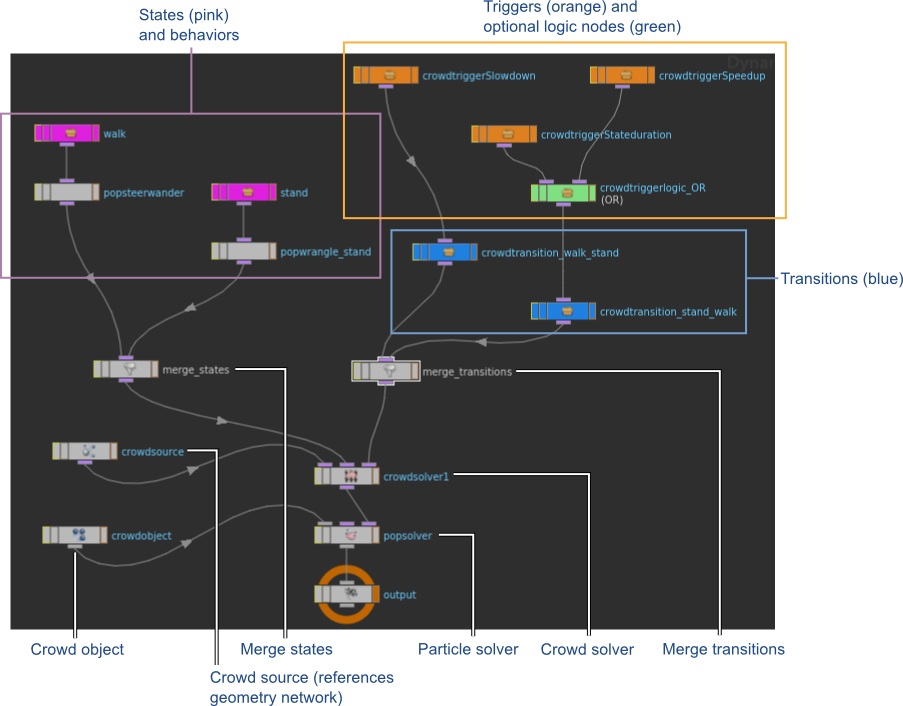 States (pink)
and behaviors
Triggers (orange) and
optional logic nodes (green)
Dynam
crowdtriggerSlowdown
crowdtriggerSpeedup
walk
crowdtriggerStateduration
popsteerwander
stand
crowdtriggerlogic_OR
(OR)
popwrangle_stand
crowdtransition_walk_stand
Transitions (blue)
crowdtransition_stand_walk
merge_states
merge_transitions
crowdsource
crowdsolver1
crowdobject
popsolver
output
Crowd object
Merge states
Particle solver
Crowd solver
Merge transitions
Crowd source (references
geometry network)